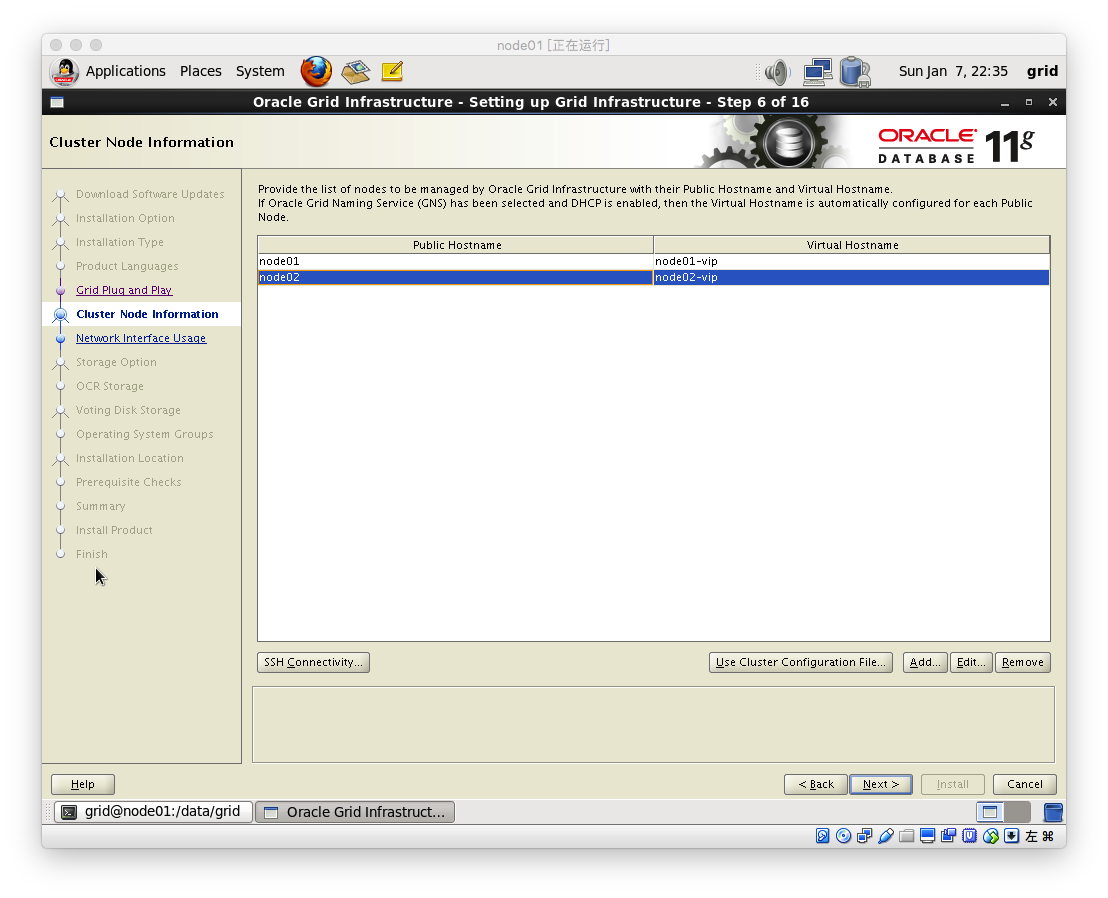 node01 [正在运行]
Applications Places System Sun Jan 7, 22:35 grid
Oracle Grid Infrastructure - Setting up Grid Infrastructure - Step 6 of 16
Cluster Node Information
ORACLE DATABASE 11g
Download Software Updates
Installation Option
Installation Type
Product Languages
Grid Plug and Play
Cluster Node Information
Network Interface Usage
Storage Option
OCR Storage
Voting Disk Storage
Operating System Groups
Installation Location
Prerequisite Checks
Summary
Install Product
Finish
Provide the list of nodes to be managed by Oracle Grid Infrastructure with their Public Hostname and Virtual Hostname.
If Oracle Grid Naming Service (GNS) has been selected and DHCP is enabled, then the Virtual Hostname is automatically configured for each Public
Node.
Public Hostname Virtual Hostname
node01 node01-vip
node02 node02-vip
SSH Connectivity... Use Cluster Configuration File... Add... Edit... Remove
Help < Back Next > Install Cancel
grid@node01:/data/grid Oracle Grid Infrastruct...
左 ⌘